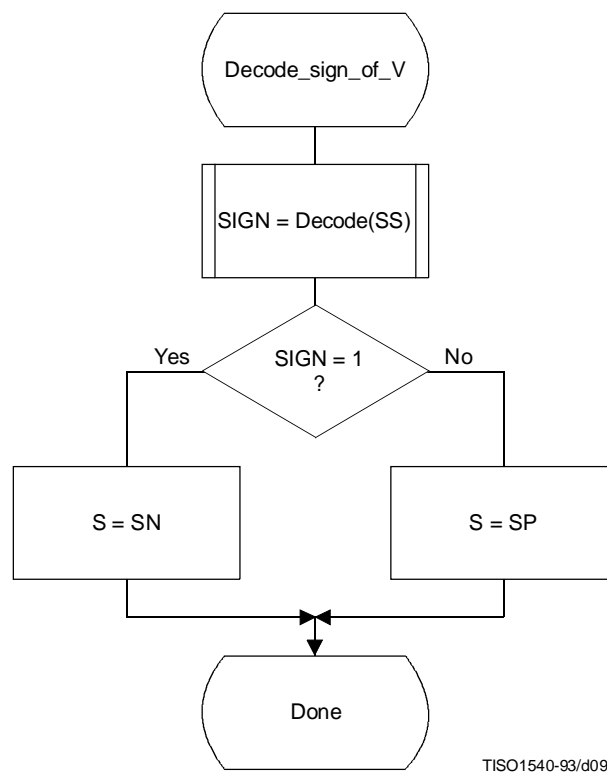 Decode_sign_of_V
SIGN = Decode(SS)
Yes
SIGN = 1
?
No
S = SN
S = SP
Done
TISO1540-93/d09